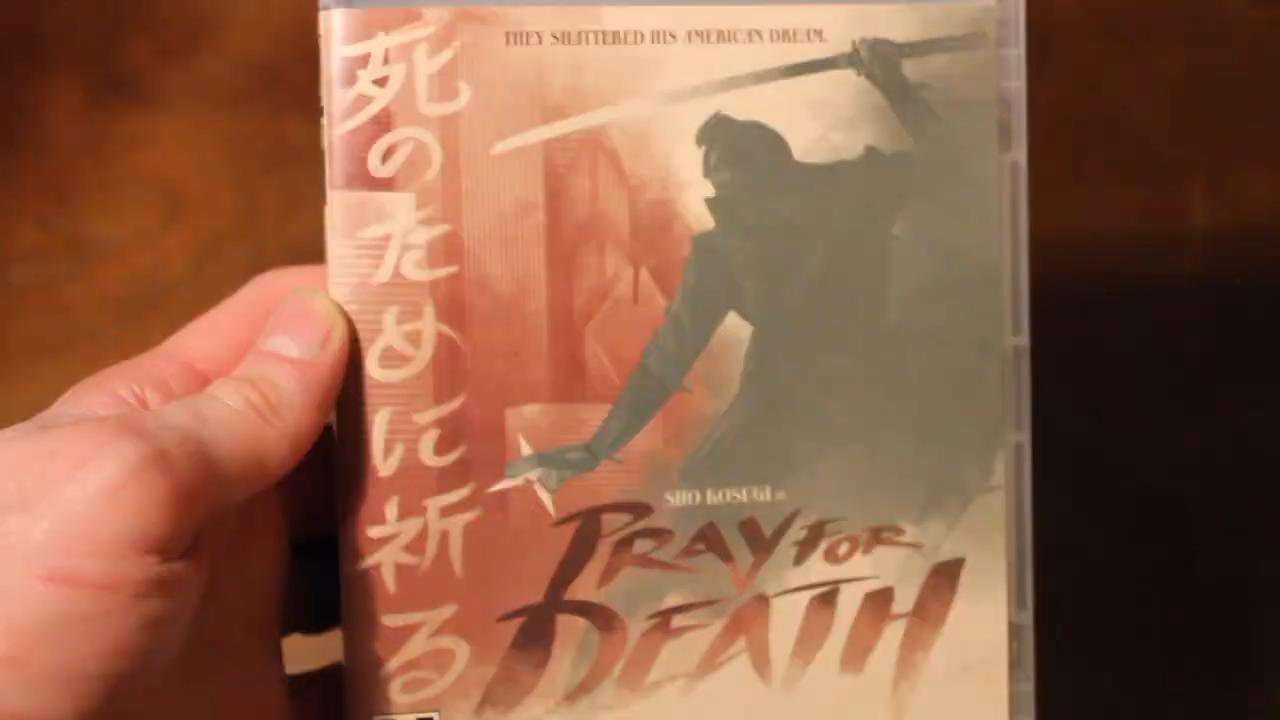 THEY SHATTERED HIS AMERICAN DREAM.
死のために祈る
SHO KOSUGI in
PRAY FOR
DEATH